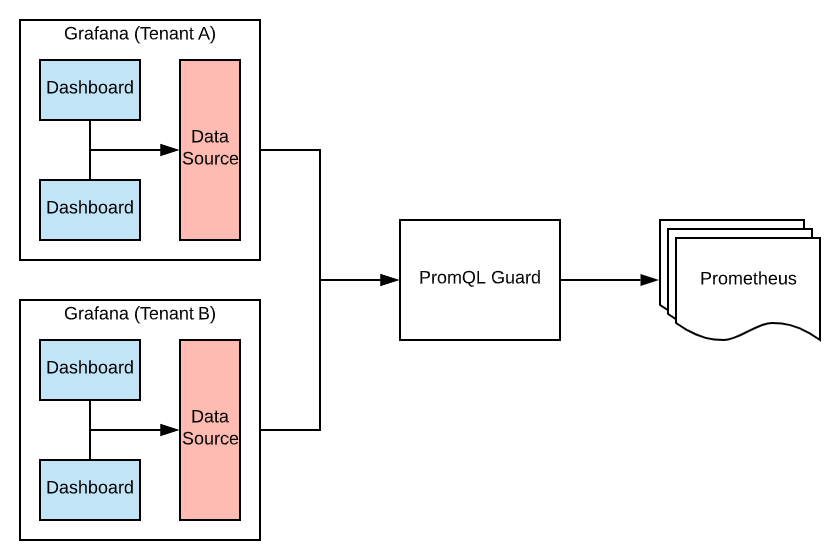 Grafana (Tenant A)
Dashboard
Dashboard
Data
Source
Grafana (Tenant B)
Dashboard
Dashboard
Data
Source
PromQL Guard
Prometheus